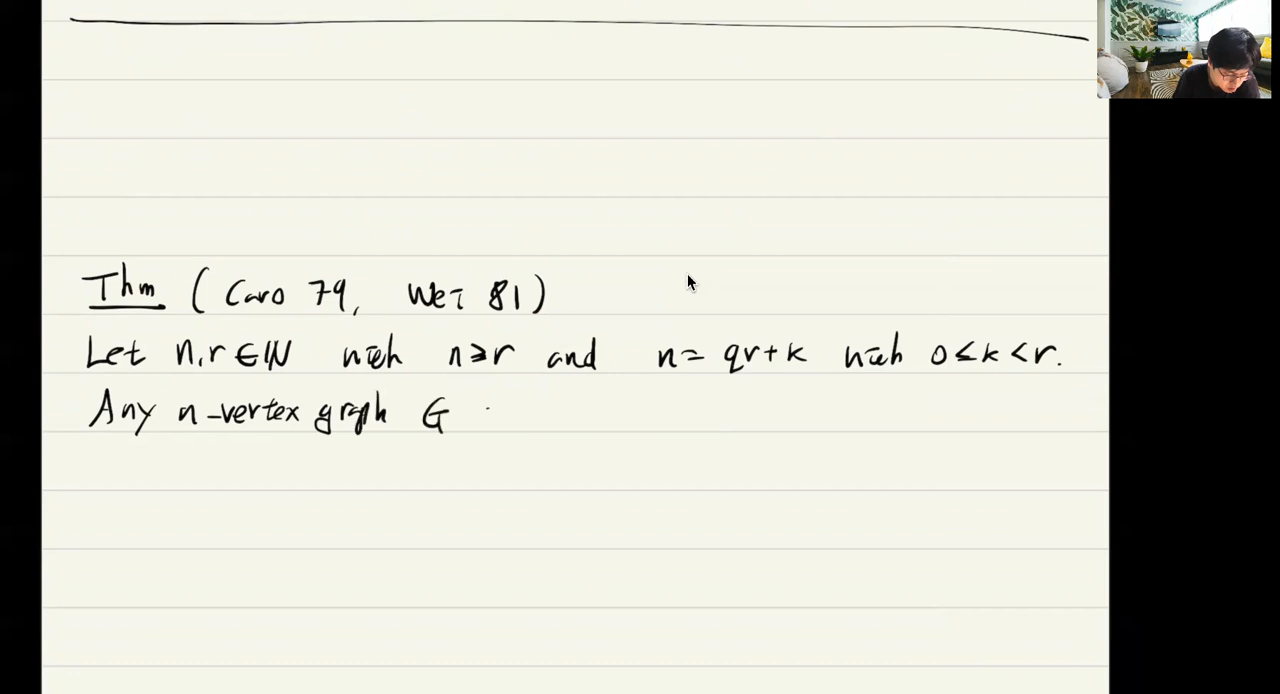 Thm (Caro 79, Wei 81)
Let n,r ∈ ℕ with n ≥ r and n = qr + k with 0 ≤ k < r.
Any n-vertex graph G